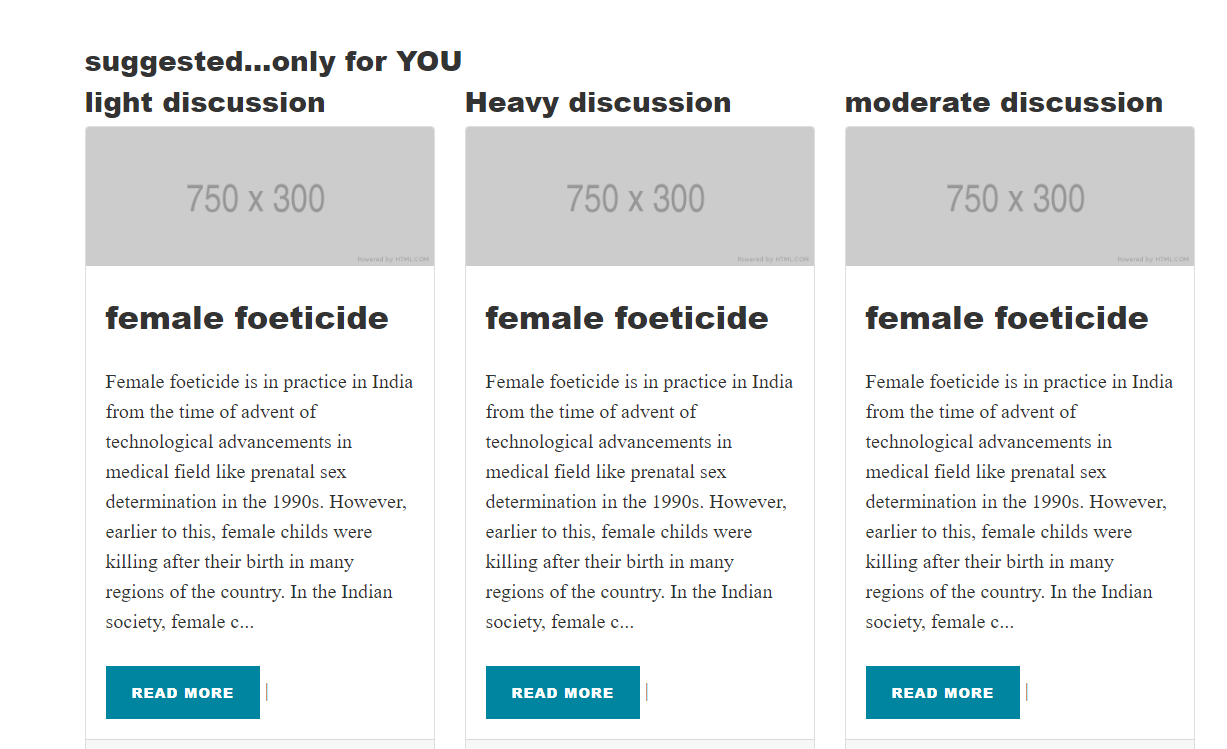 suggested...only for YOU
light discussion
750 x 300
Powered by HTML.COM
female foeticide
Female foeticide is in practice in India
from the time of advent of
technological advancements in
medical field like prenatal sex
determination in the 1990s. However,
earlier to this, female childs were
killing after their birth in many
regions of the country. In the Indian
society, female c...
READ MORE |
Heavy discussion
750 x 300
Powered by HTML.COM
female foeticide
Female foeticide is in practice in India
from the time of advent of
technological advancements in
medical field like prenatal sex
determination in the 1990s. However,
earlier to this, female childs were
killing after their birth in many
regions of the country. In the Indian
society, female c...
READ MORE |
moderate discussion
750 x 300
Powered by HTML.COM
female foeticide
Female foeticide is in practice in India
from the time of advent of
technological advancements in
medical field like prenatal sex
determination in the 1990s. However,
earlier to this, female childs were
killing after their birth in many
regions of the country. In the Indian
society, female c...
READ MORE |